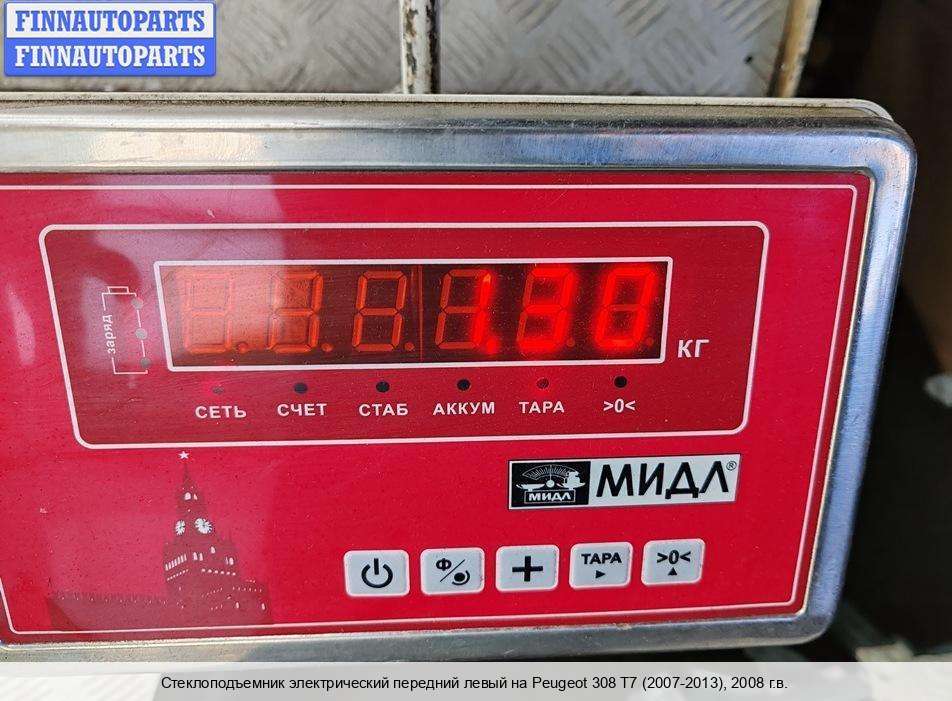 FINNAUTOPARTS
FINNAUTOPARTS
заряд
1.30
КГ
СЕТЬ СЧЕТ СТАБ АККУМ ТАРА >0<
МИДЛ МИДЛ®
Ф ТАРА >0<
Стеклоподъемник электрический передний левый на Peugeot 308 T7 (2007-2013), 2008 г.в.